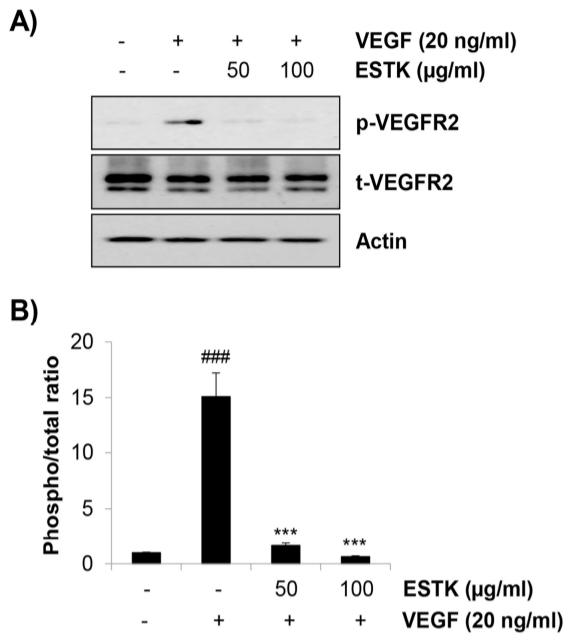 A)
- + + + VEGF (20 ng/ml)
- - 50 100 ESTK (μg/ml)
p-VEGFR2
t-VEGFR2
Actin
B)
Phospho/total ratio
20
15
10
5
0
###
***
***
- - 50 100 ESTK (μg/ml)
- + + + VEGF (20 ng/ml)